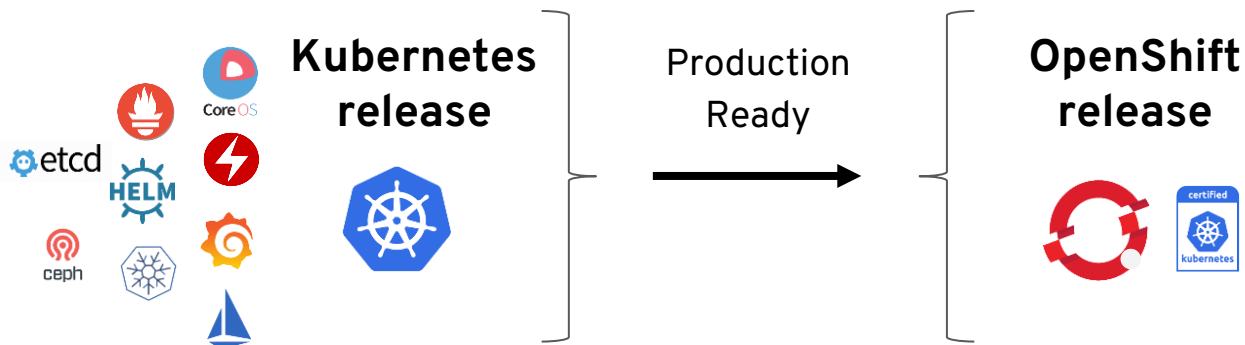 CoreOS
etcd
HELM
ceph
Kubernetes
release
Production
Ready
OpenShift
release
certified
kubernetes